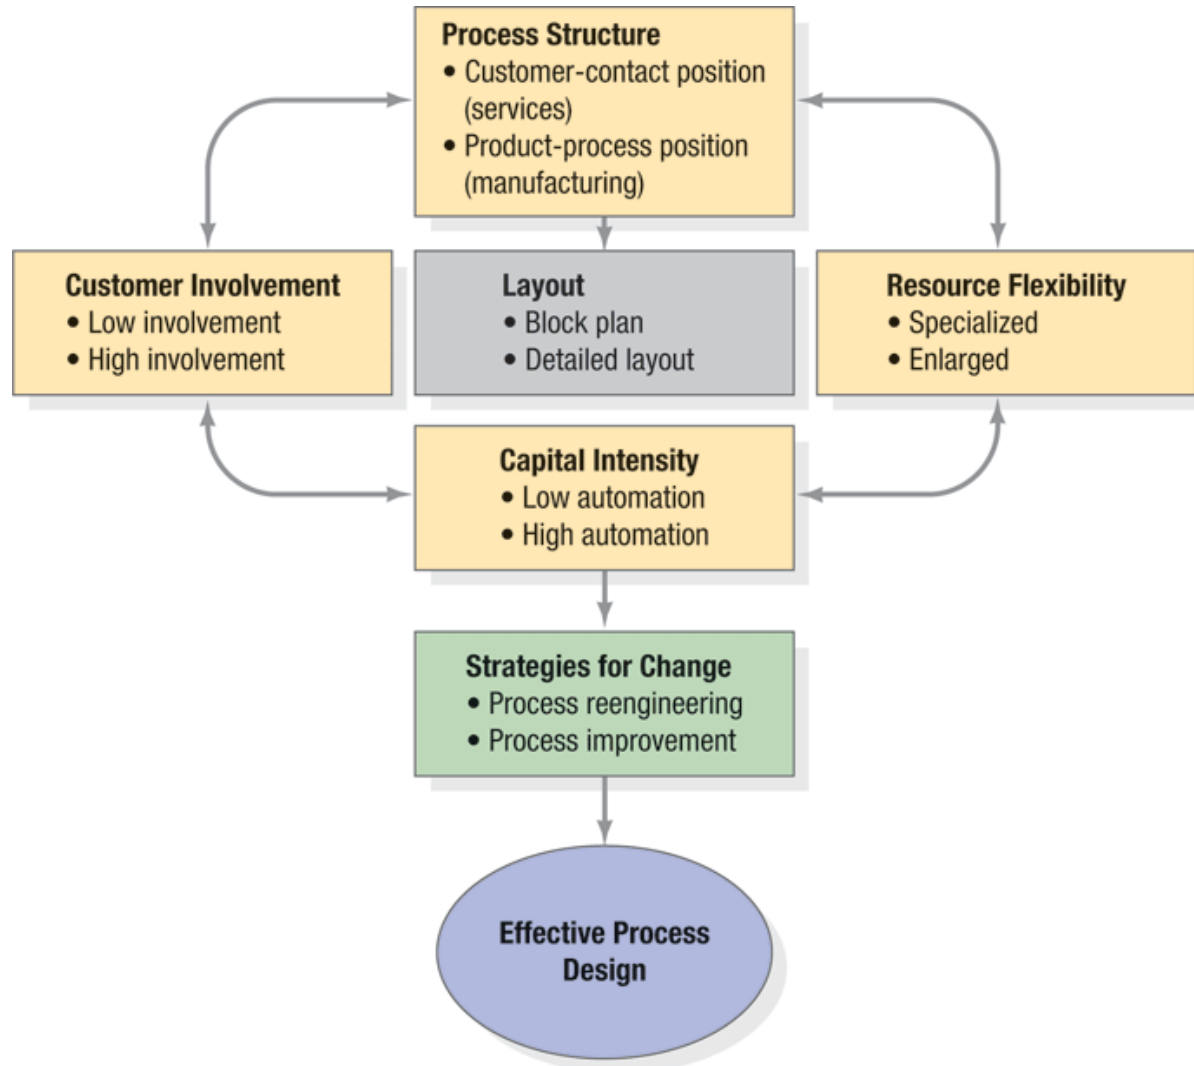 Process Structure
• Customer-contact position
(services)
• Product-process position
(manufacturing)
Customer Involvement
• Low involvement
• High involvement
Layout
• Block plan
• Detailed layout
Resource Flexibility
• Specialized
• Enlarged
Capital Intensity
• Low automation
• High automation
Strategies for Change
• Process reengineering
• Process improvement
Effective Process
Design